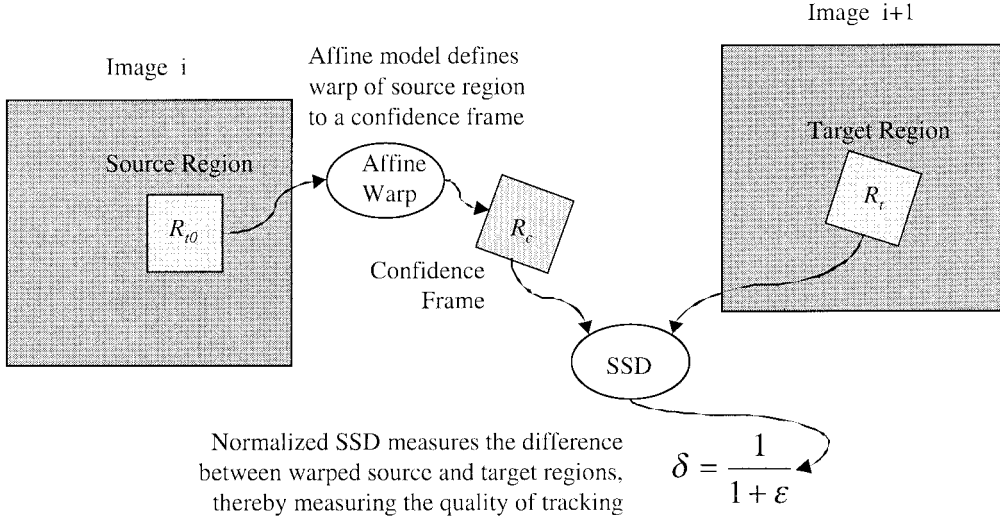 Image i+1
Image i
Affine model defines
warp of source region
to a confidence frame
Source Region
Target Region
Affine
Warp
R_{t0}
R_c
R_t
Confidence
Frame
SSD
Normalized SSD measures the difference
between warped source and target regions,
thereby measuring the quality of tracking
δ = 1 / (1 + ε)